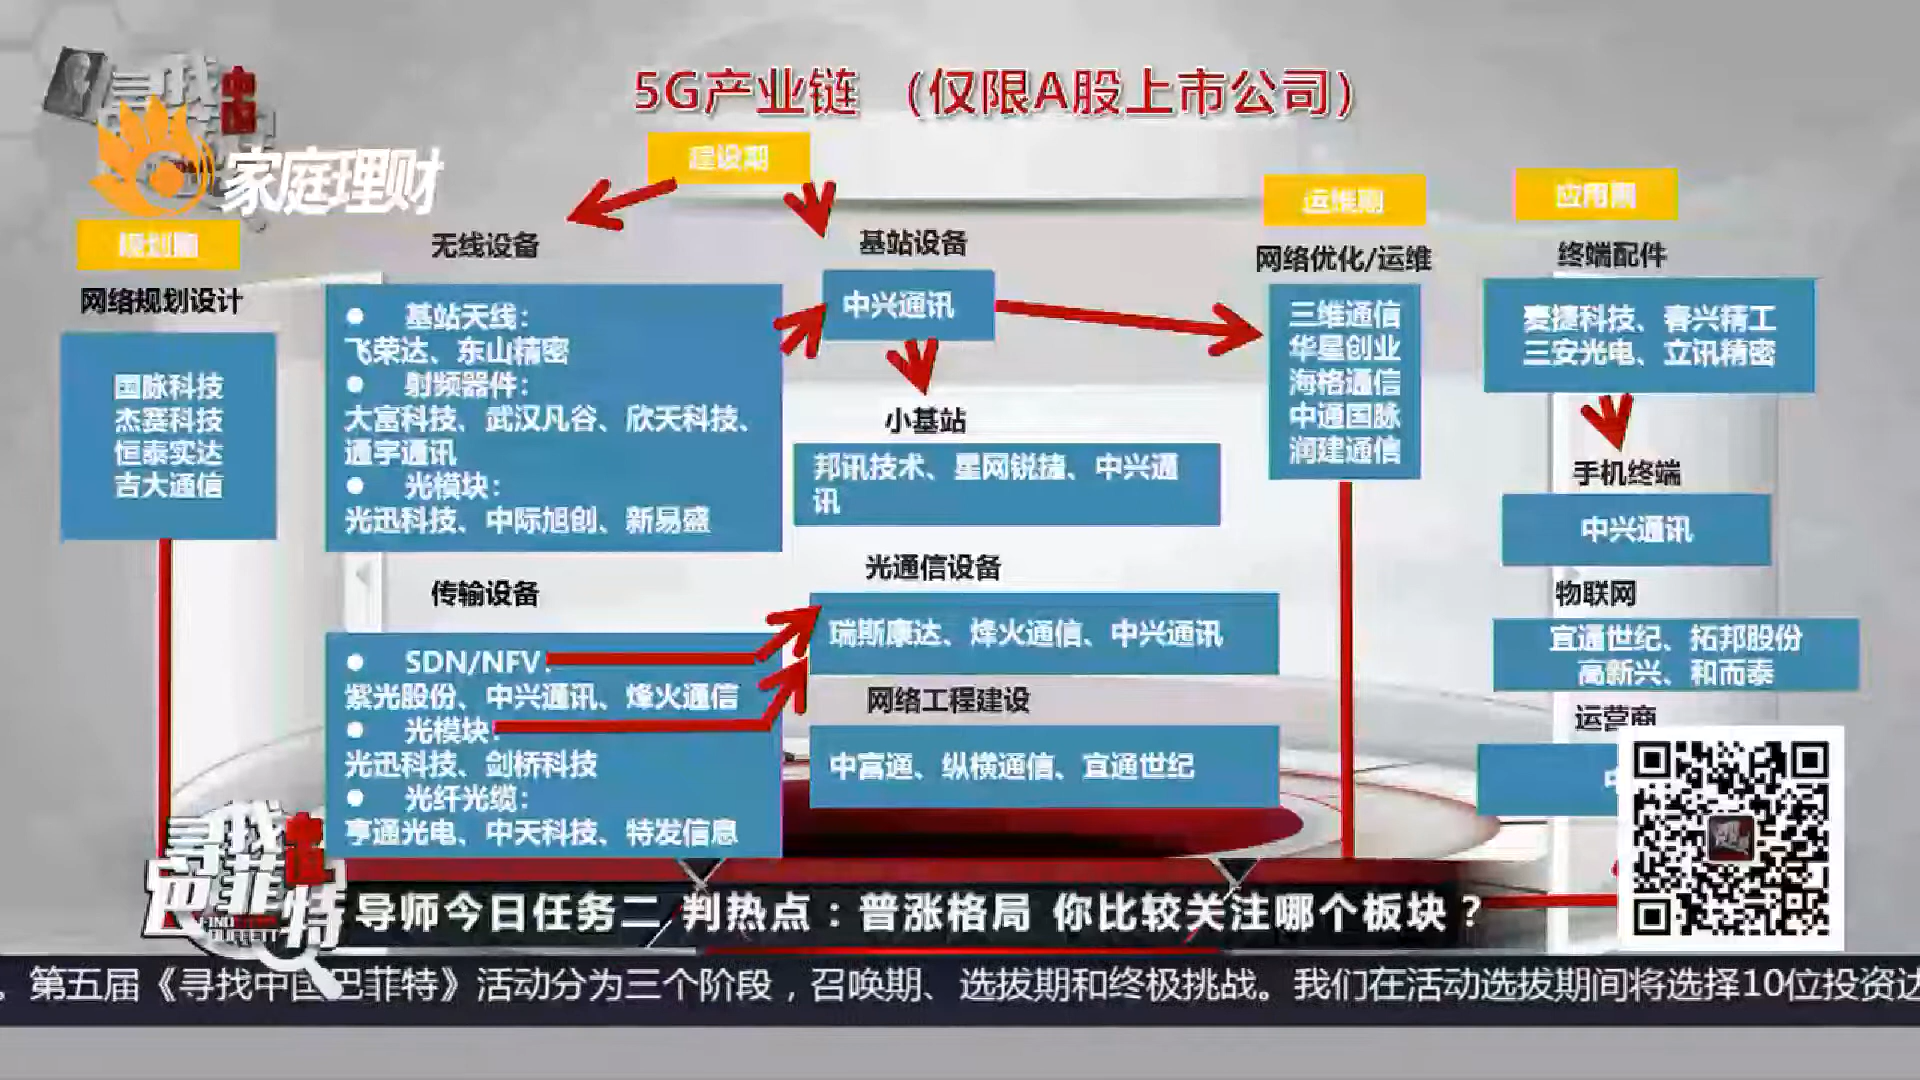 5G产业链 （仅限A股上市公司）
家庭理财
规划期
网络规划设计
国脉科技
杰赛科技
恒泰实达
吉大通信
建设期
无线设备
● 基站天线：
飞荣达、东山精密
● 射频器件：
大富科技、武汉凡谷、欣天科技、
通宇通讯
● 光模块：
光迅科技、中际旭创、新易盛
传输设备
● SDN/NFV：
紫光股份、中兴通讯、烽火通信
● 光模块：
光迅科技、剑桥科技
● 光纤光缆：
亨通光电、中天科技、特发信息
基站设备
中兴通讯
小基站
邦讯技术、星网锐捷、中兴通
讯
光通信设备
瑞斯康达、烽火通信、中兴通讯
网络工程建设
中富通、纵横通信、宜通世纪
运维期
网络优化/运维
三维通信
华星创业
海格通信
中通国脉
润建通信
应用期
终端配件
麦捷科技、春兴精工
三安光电、立讯精密
手机终端
中兴通讯
物联网
宜通世纪、拓邦股份
高新兴、和而泰
运营商
寻找中国
巴菲特
导师今日任务二 判热点：普涨格局 你比较关注哪个板块？
。第五届《寻找中国巴菲特》活动分为三个阶段，召唤期、选拔期和终极挑战。我们在活动选拔期间将选择10位投资达